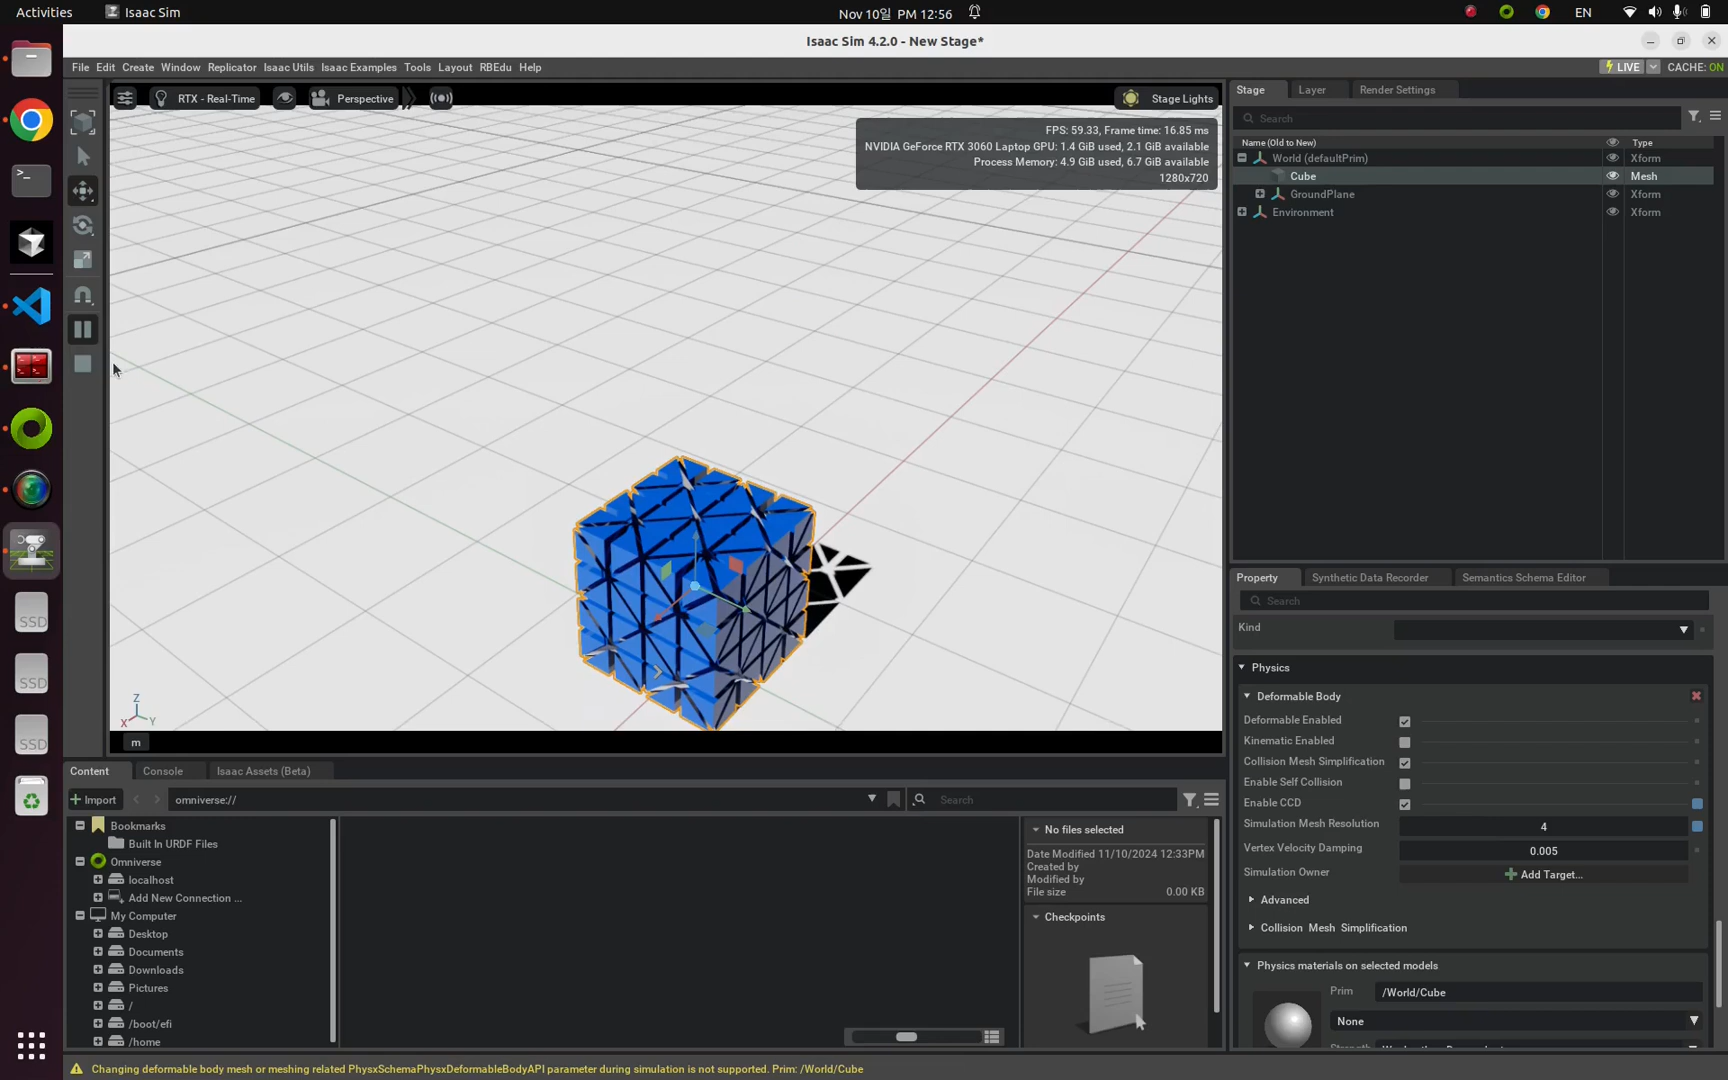 Activities
Isaac Sim
Nov 10일 PM 12:56
EN
Isaac Sim 4.2.0 - New Stage*
File Edit Create Window Replicator Isaac Utils Isaac Examples Tools Layout RBEdu Help
LIVE
CACHE: ON
RTX - Real-Time
Perspective
Stage Lights
FPS: 59.33, Frame time: 16.85 ms
NVIDIA GeForce RTX 3060 Laptop GPU: 1.4 GiB used, 2.1 GiB available
Process Memory: 4.9 GiB used, 6.7 GiB available
1280x720
Z
X Y
m
Stage Layer Render Settings
Search
Name (Old to New) Type
World (defaultPrim) Xform
Cube Mesh
GroundPlane Xform
Environment Xform
Property Synthetic Data Recorder Semantics Schema Editor
Search
Kind
Physics
Deformable Body
Deformable Enabled
Kinematic Enabled
Collision Mesh Simplification
Enable Self Collision
Enable CCD
Simulation Mesh Resolution 4
Vertex Velocity Damping 0.005
Simulation Owner Add Target...
Advanced
Collision Mesh Simplification
Physics materials on selected models
Prim /World/Cube
None
Content Console Isaac Assets (Beta)
Import
omniverse://
Search
Bookmarks
Built In URDF Files
Omniverse
localhost
Add New Connection ...
My Computer
Desktop
Documents
Downloads
Pictures
/
/boot/efi
/home
No files selected
Date Modified 11/10/2024 12:33PM
Created by
Modified by
File size 0.00 KB
Checkpoints
SSD
SSD
SSD
Changing deformable body mesh or meshing related PhysxSchemaPhysxDeformableBodyAPI parameter during simulation is not supported. Prim: /World/Cube